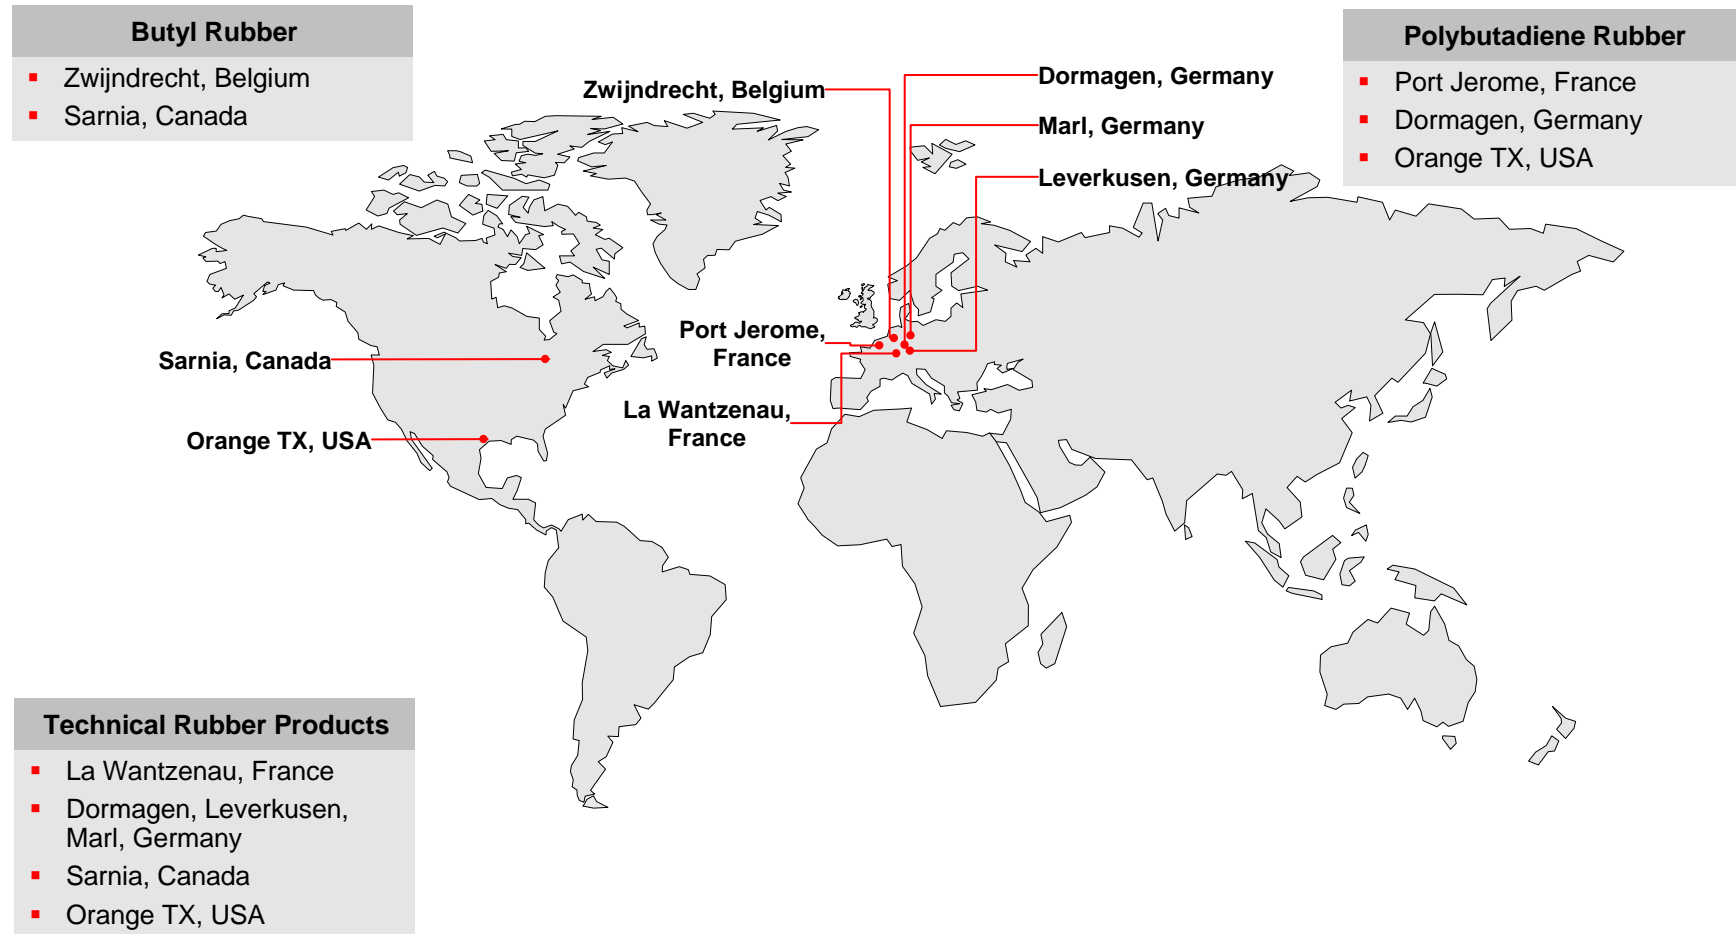 Butyl Rubber
Zwijndrecht, Belgium
Sarnia, Canada
Polybutadiene Rubber
Port Jerome, France
Dormagen, Germany
Orange TX, USA
Zwijndrecht, Belgium
Dormagen, Germany
Marl, Germany
Leverkusen, Germany
Port Jerome,
France
Sarnia, Canada
La Wantzenau,
France
Orange TX, USA
Technical Rubber Products
La Wantzenau, France
Dormagen, Leverkusen,
Marl, Germany
Sarnia, Canada
Orange TX, USA